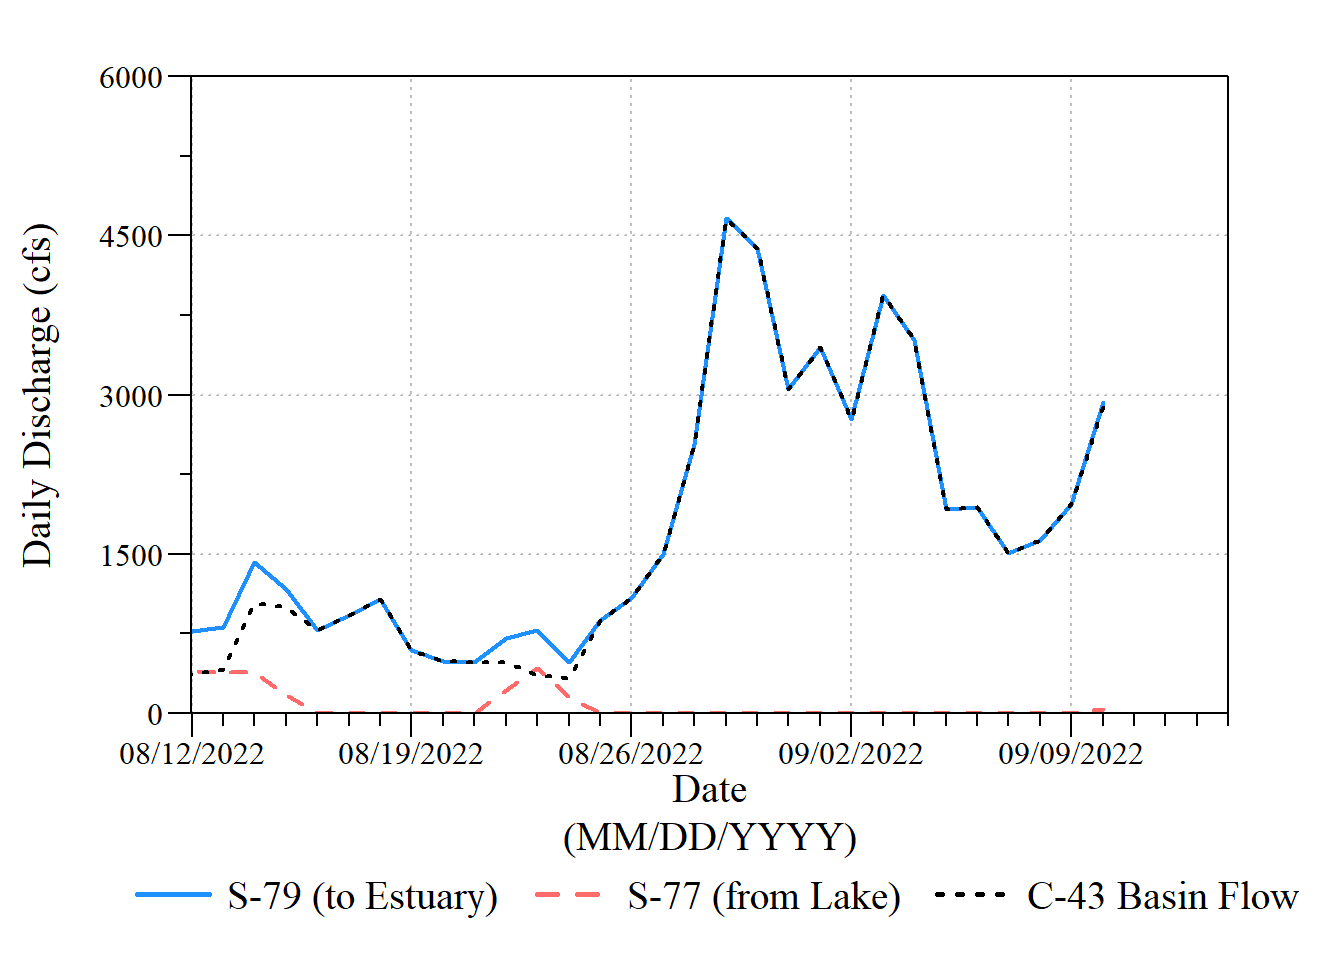 6000
4500
3000
1500
0
Daily Discharge (cfs)
08/12/2022 08/19/2022 08/26/2022 09/02/2022 09/09/2022
Date
(MM/DD/YYYY)
S-79 (to Estuary) S-77 (from Lake) C-43 Basin Flow